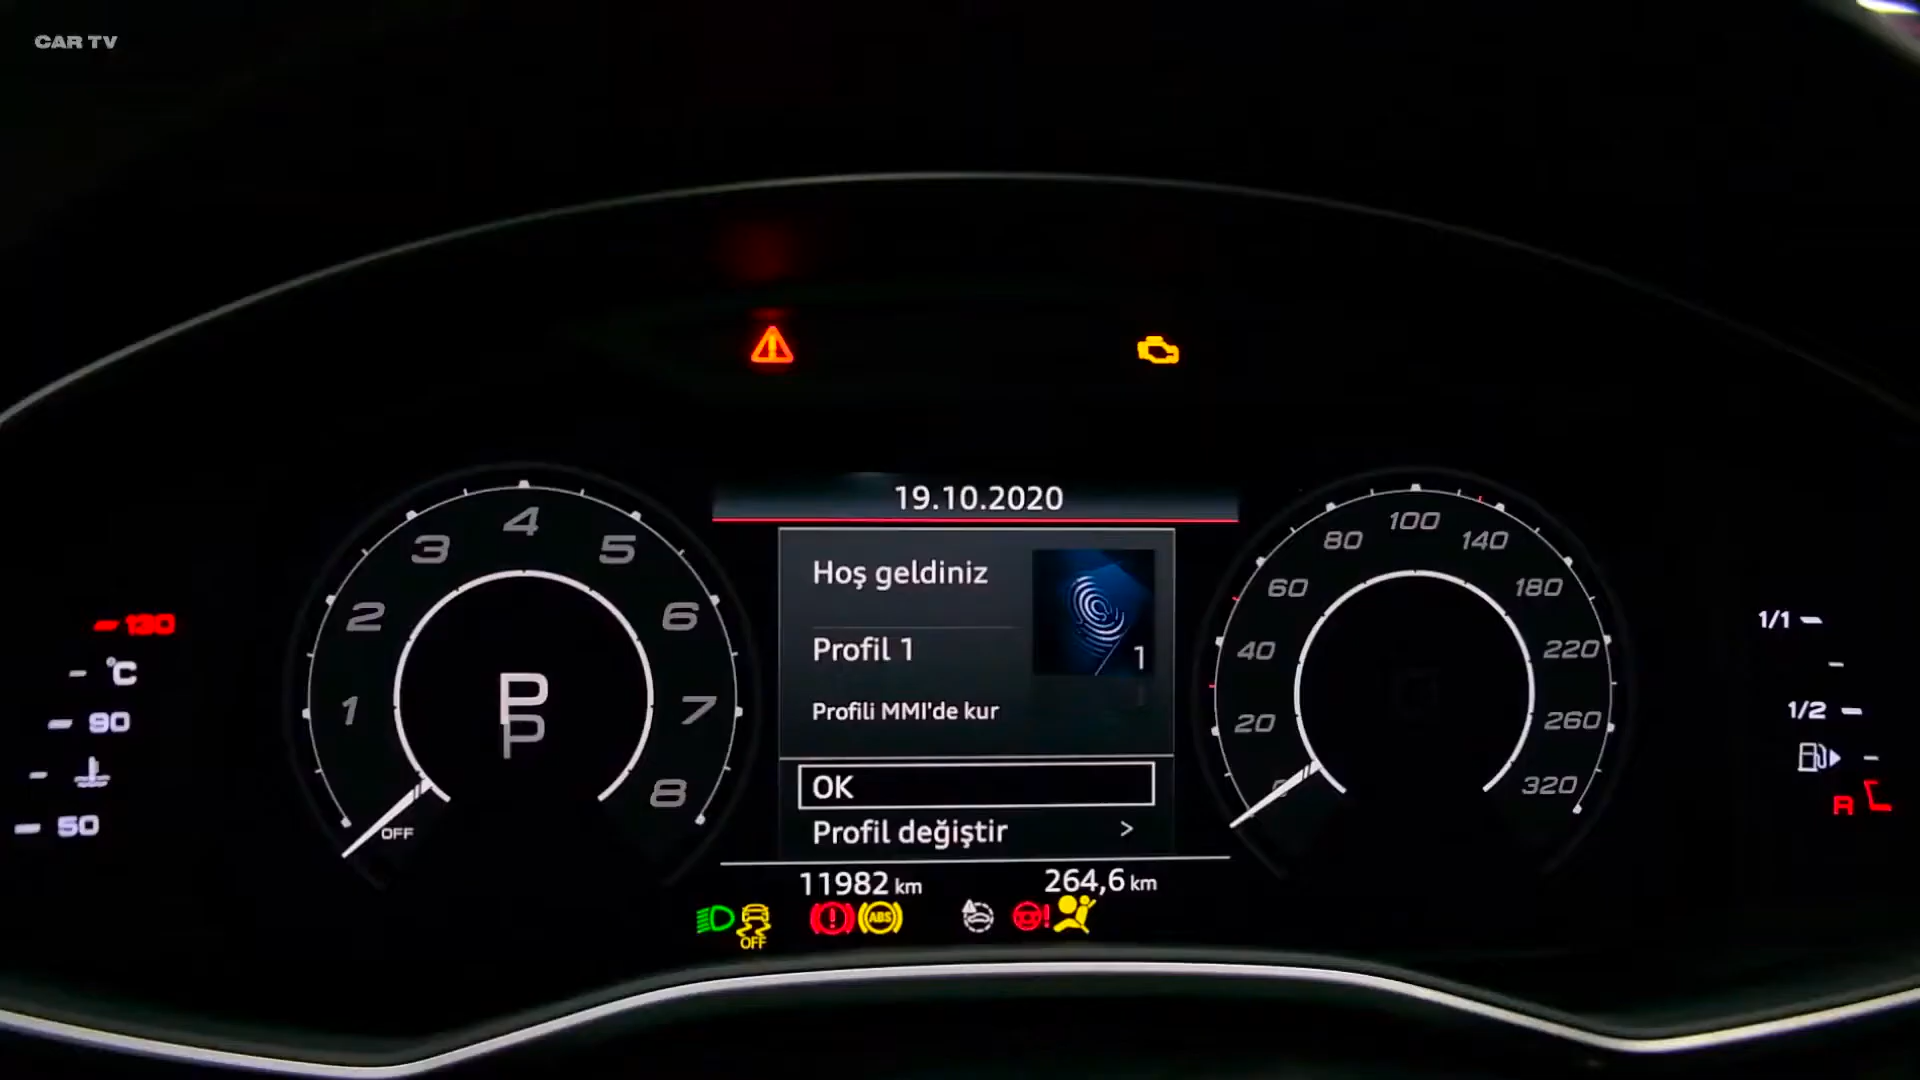 CAR TV
19.10.2020
Hoş geldiniz
Profil 1
1
Profili MMI'de kur
OK
Profil değiştir >
11982 km
264,6 km
OFF
ABS
130
°C
90
50
1
2
3
4
5
6
7
8
OFF
P
P
0
20
40
60
80
100
140
180
220
260
320
1/1
1/2
R